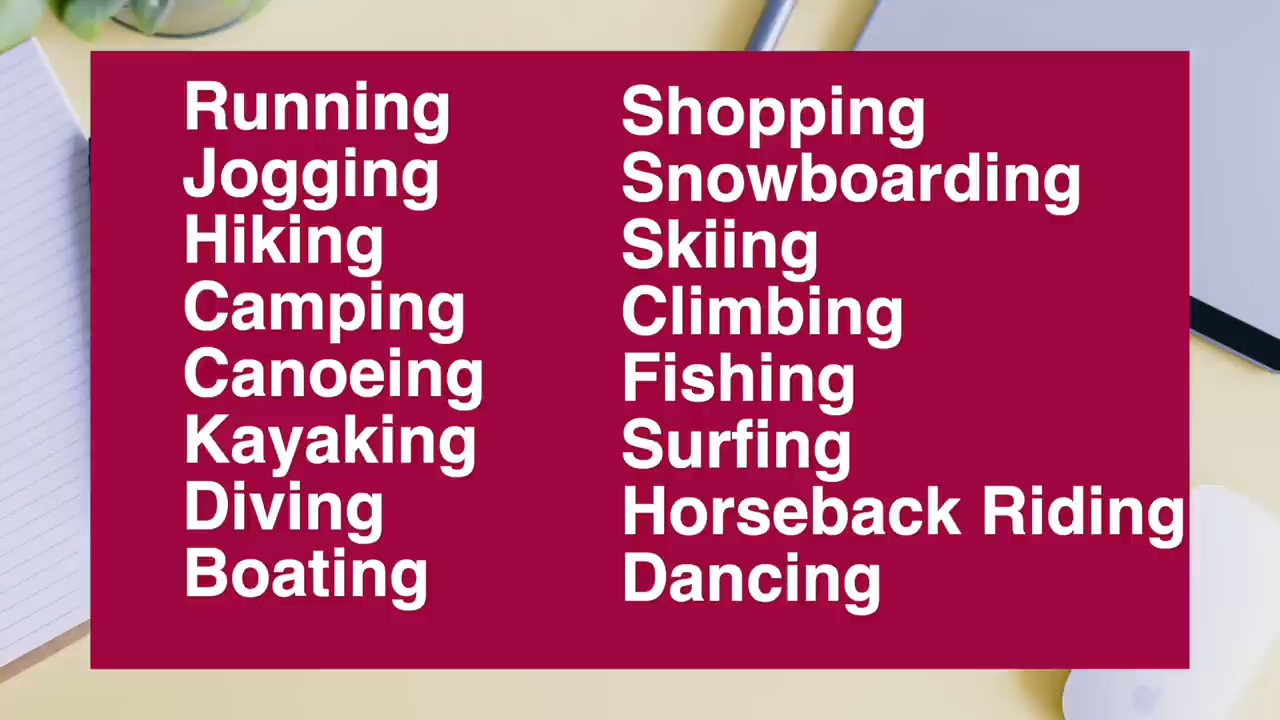 Running
Jogging
Hiking
Camping
Canoeing
Kayaking
Diving
Boating
Shopping
Snowboarding
Skiing
Climbing
Fishing
Surfing
Horseback Riding
Dancing